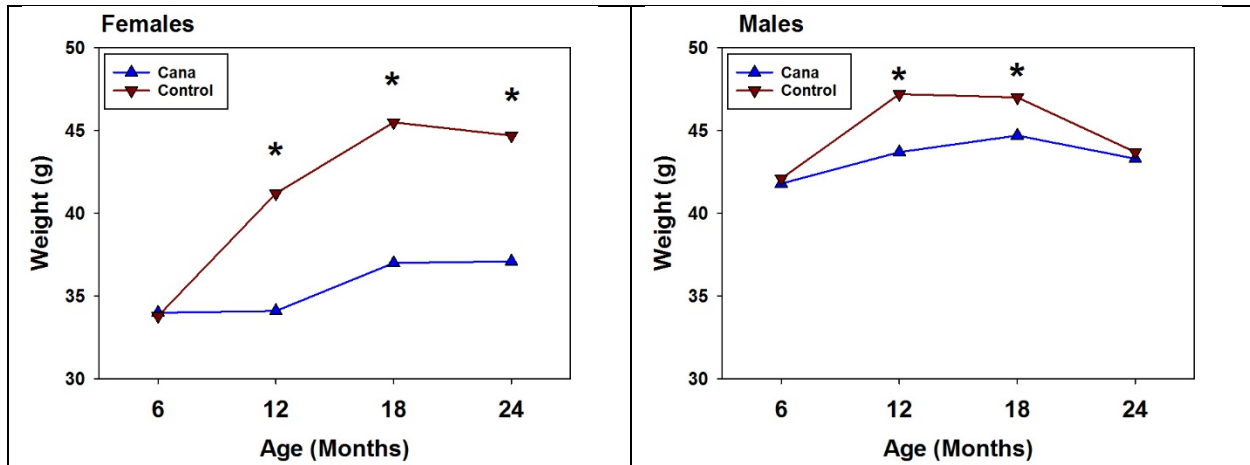 Females
50
45
40
35
30
Weight (g)
Cana
Control
*
*
*
6 12 18 24
Age (Months)
Males
50
45
40
35
30
Weight (g)
Cana
Control
*
*
6 12 18 24
Age (Months)